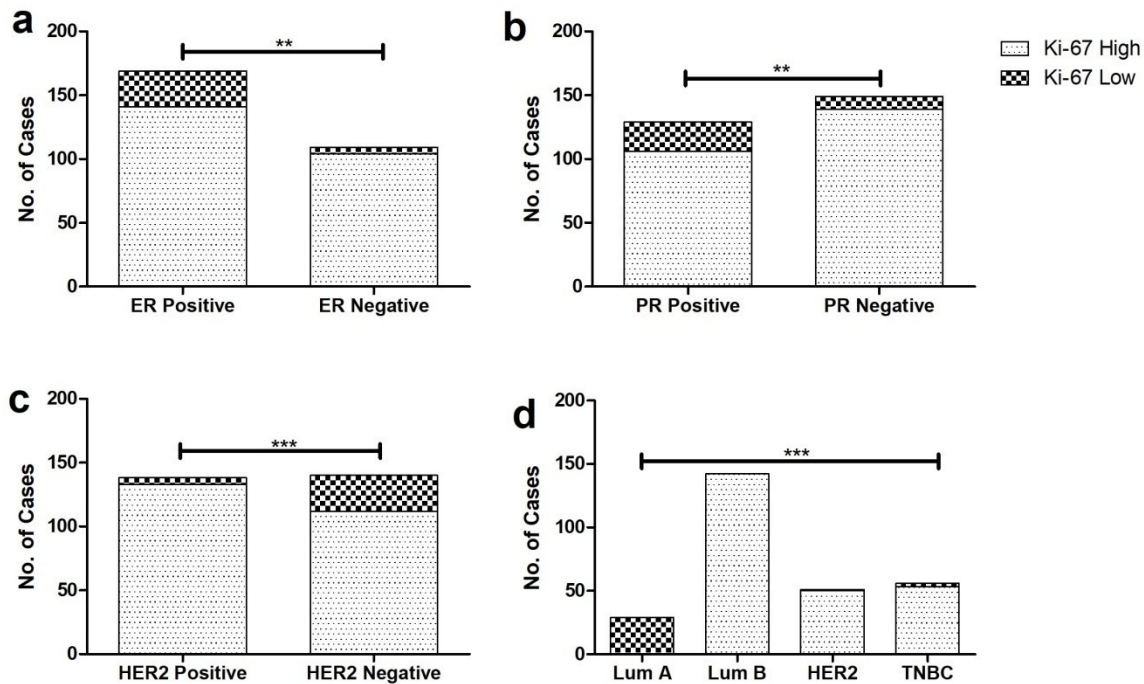 a
200
150
100
50
0
No. of Cases
**
ER Positive ER Negative
b
200
150
100
50
0
No. of Cases
**
PR Positive PR Negative
Ki-67 High
Ki-67 Low
c
200
150
100
50
0
No. of Cases
***
HER2 Positive HER2 Negative
d
200
150
100
50
0
No. of Cases
***
Lum A Lum B HER2 TNBC